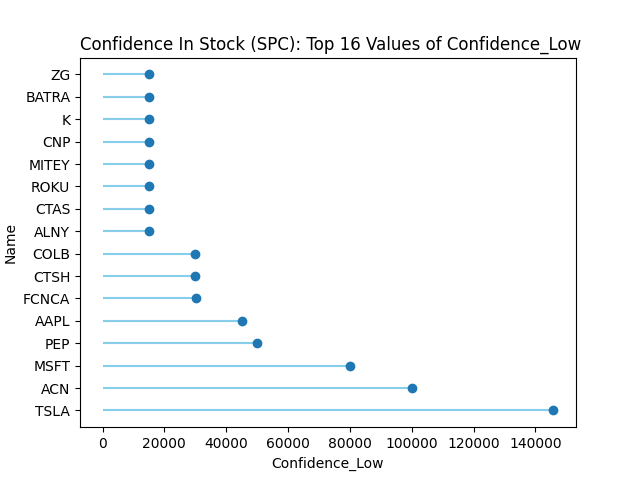 Confidence In Stock (SPC): Top 16 Values of Confidence_Low
ZG
BATRA
K
CNP
MITEY
ROKU
CTAS
ALNY
COLB
CTSH
FCNCA
AAPL
PEP
MSFT
ACN
TSLA
Name
0 20000 40000 60000 80000 100000 120000 140000
Confidence_Low